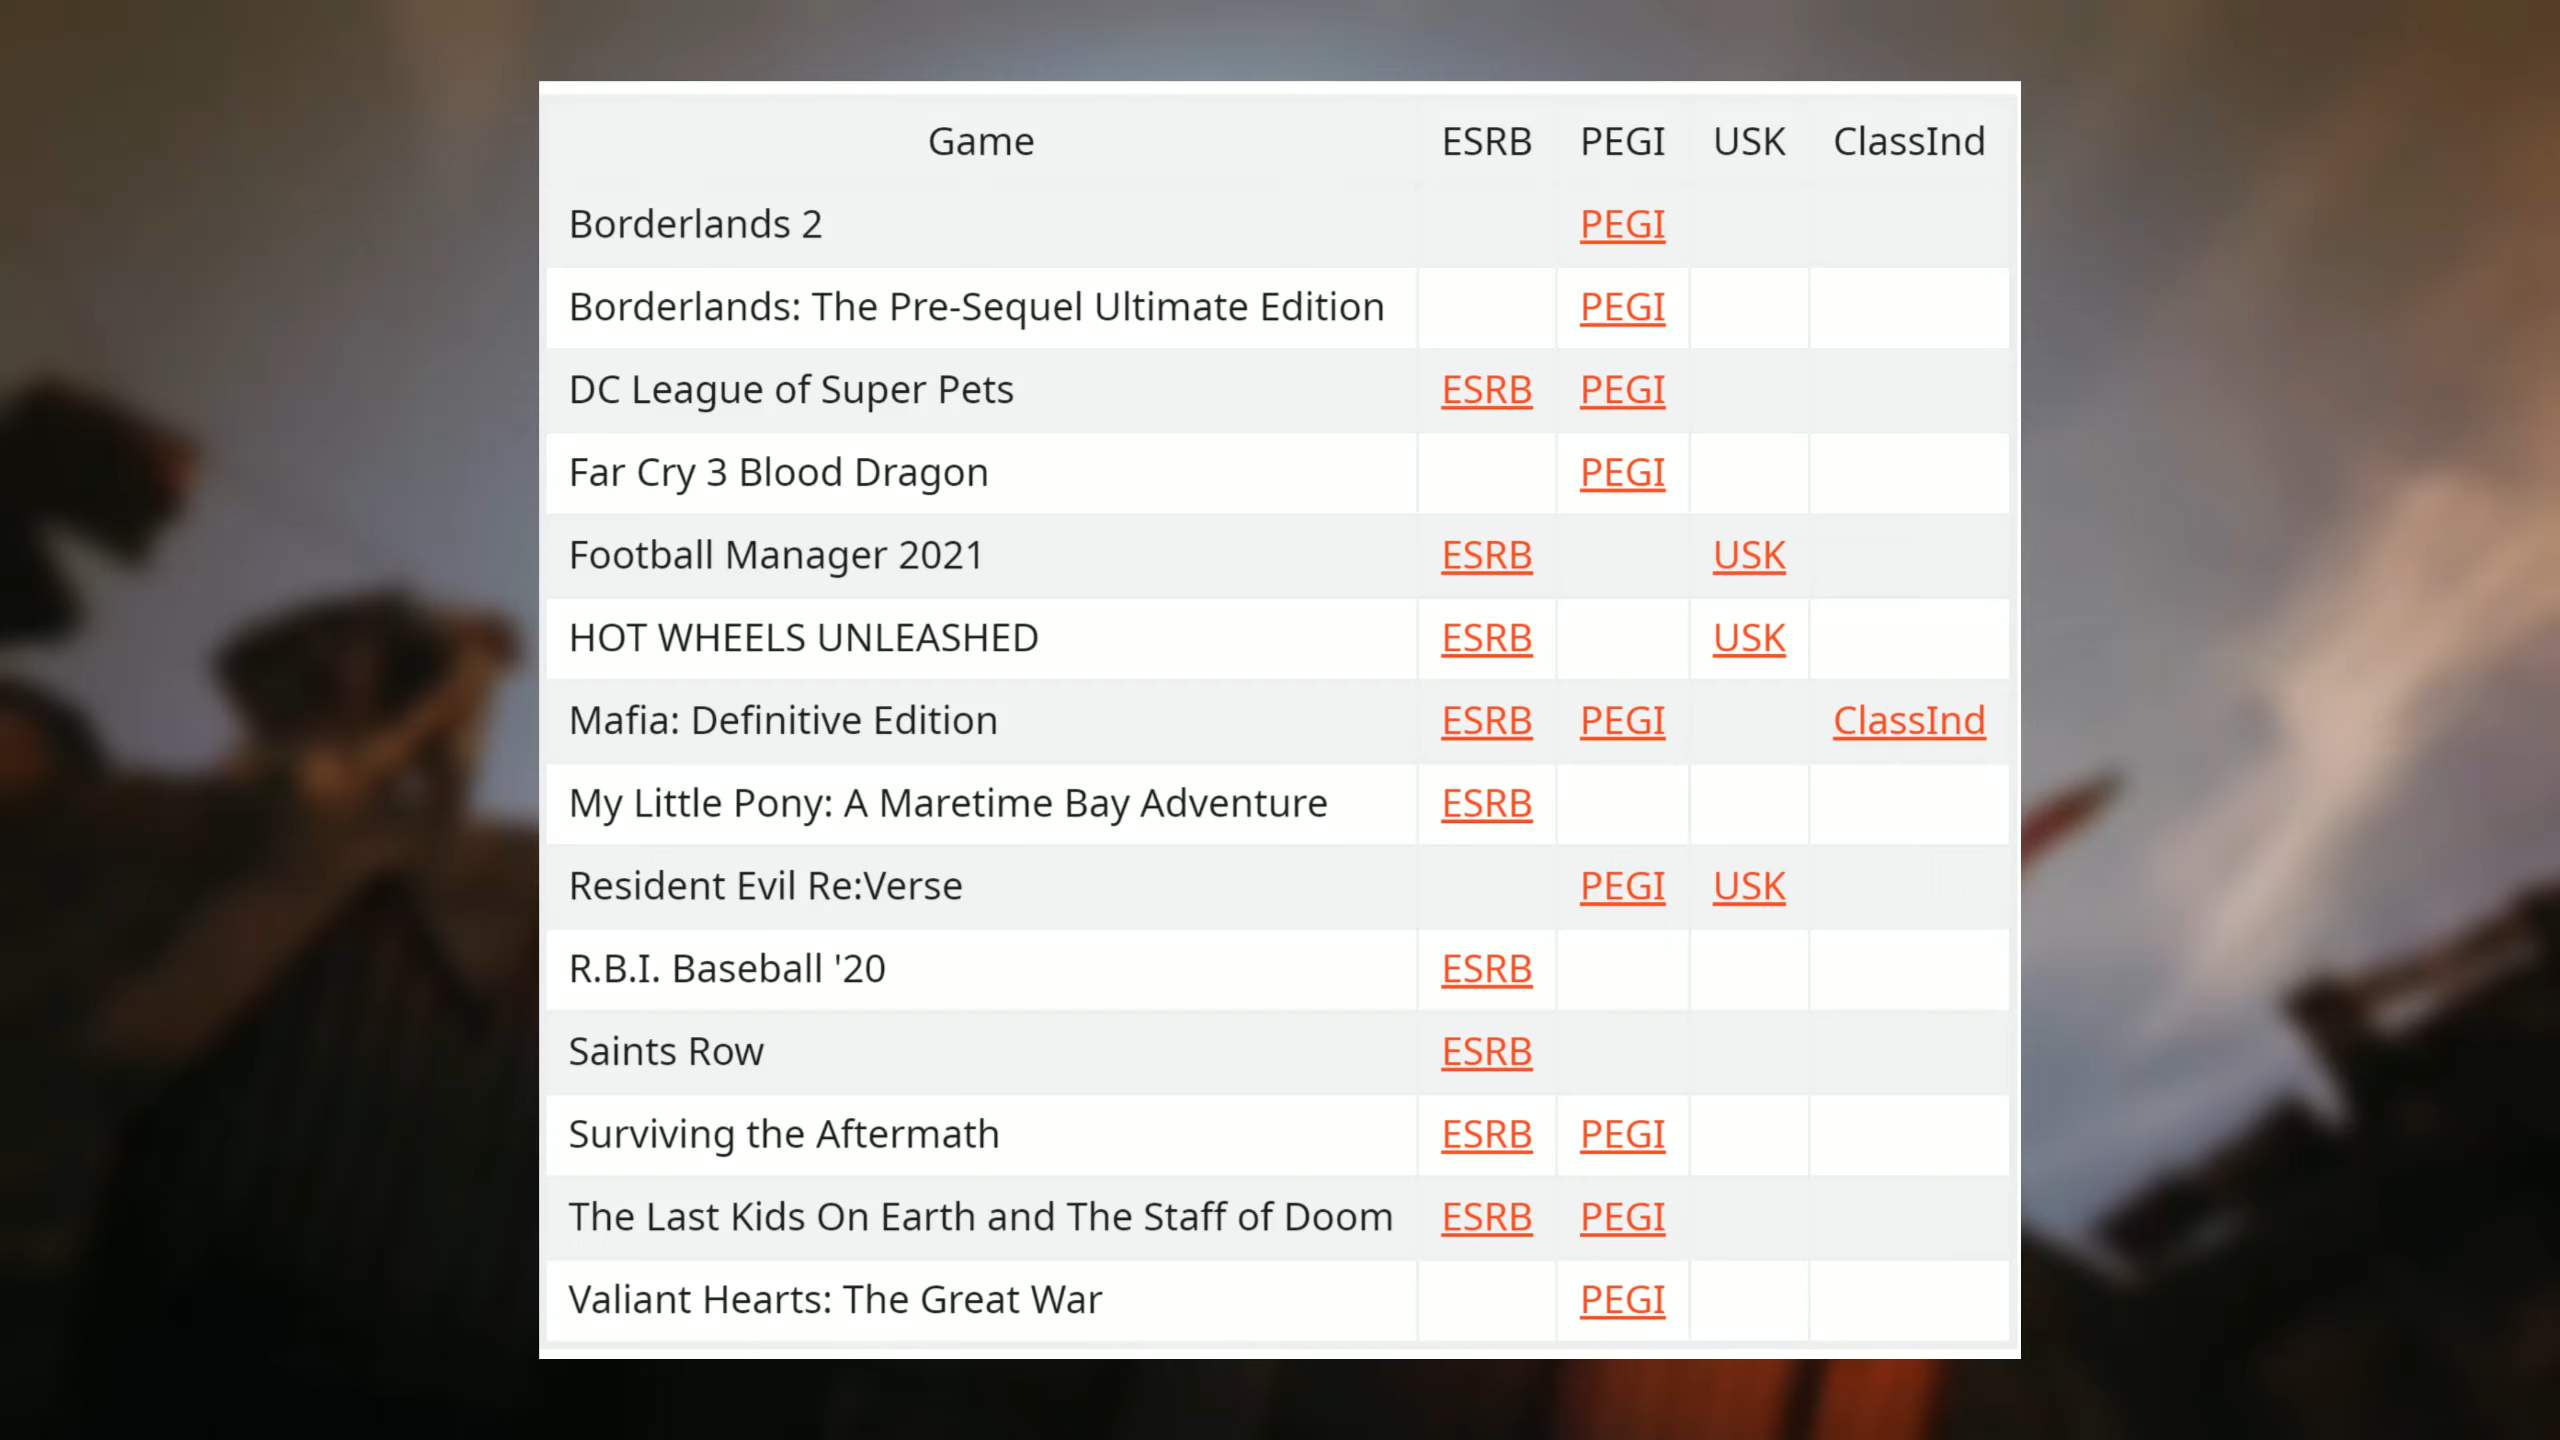 Game ESRB PEGI USK ClassInd
Borderlands 2 PEGI
Borderlands: The Pre-Sequel Ultimate Edition PEGI
DC League of Super Pets ESRB PEGI
Far Cry 3 Blood Dragon PEGI
Football Manager 2021 ESRB USK
HOT WHEELS UNLEASHED ESRB USK
Mafia: Definitive Edition ESRB PEGI ClassInd
My Little Pony: A Maretime Bay Adventure ESRB
Resident Evil Re:Verse PEGI USK
R.B.I. Baseball '20 ESRB
Saints Row ESRB
Surviving the Aftermath ESRB PEGI
The Last Kids On Earth and The Staff of Doom ESRB PEGI
Valiant Hearts: The Great War PEGI